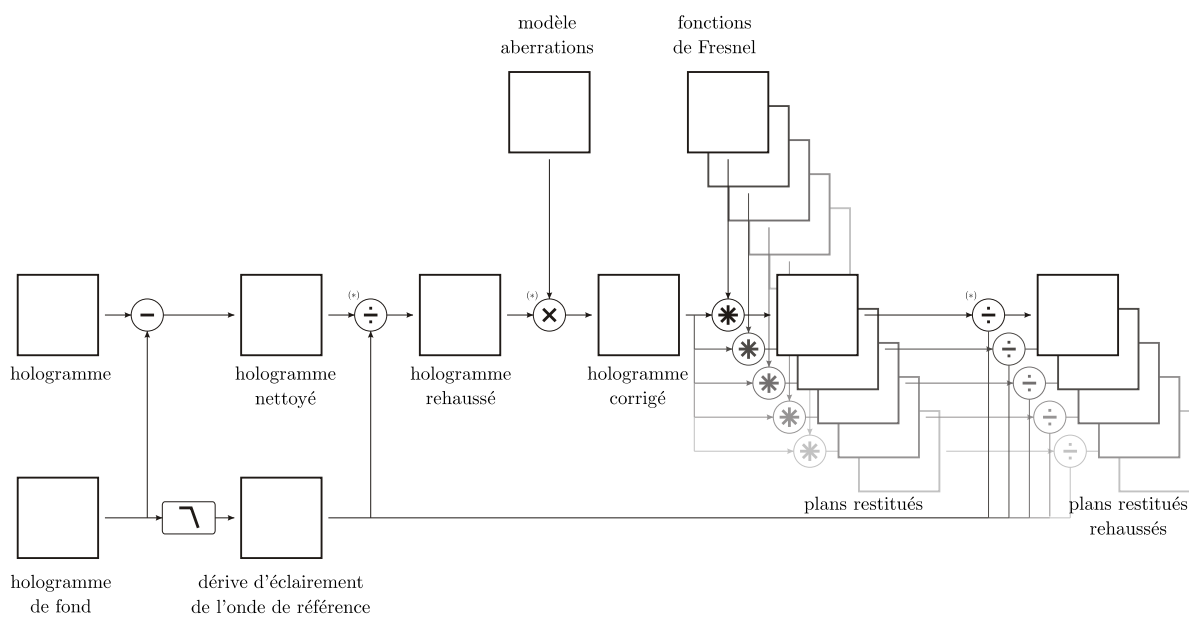 modèle
aberrations
fonctions
de Fresnel
(*)
(*)
(*)
hologramme
hologramme
nettoyé
hologramme
rehaussé
hologramme
corrigé
plans restitués
plans restitués
rehaussés
hologramme
de fond
dérive d'éclairement
de l'onde de référence